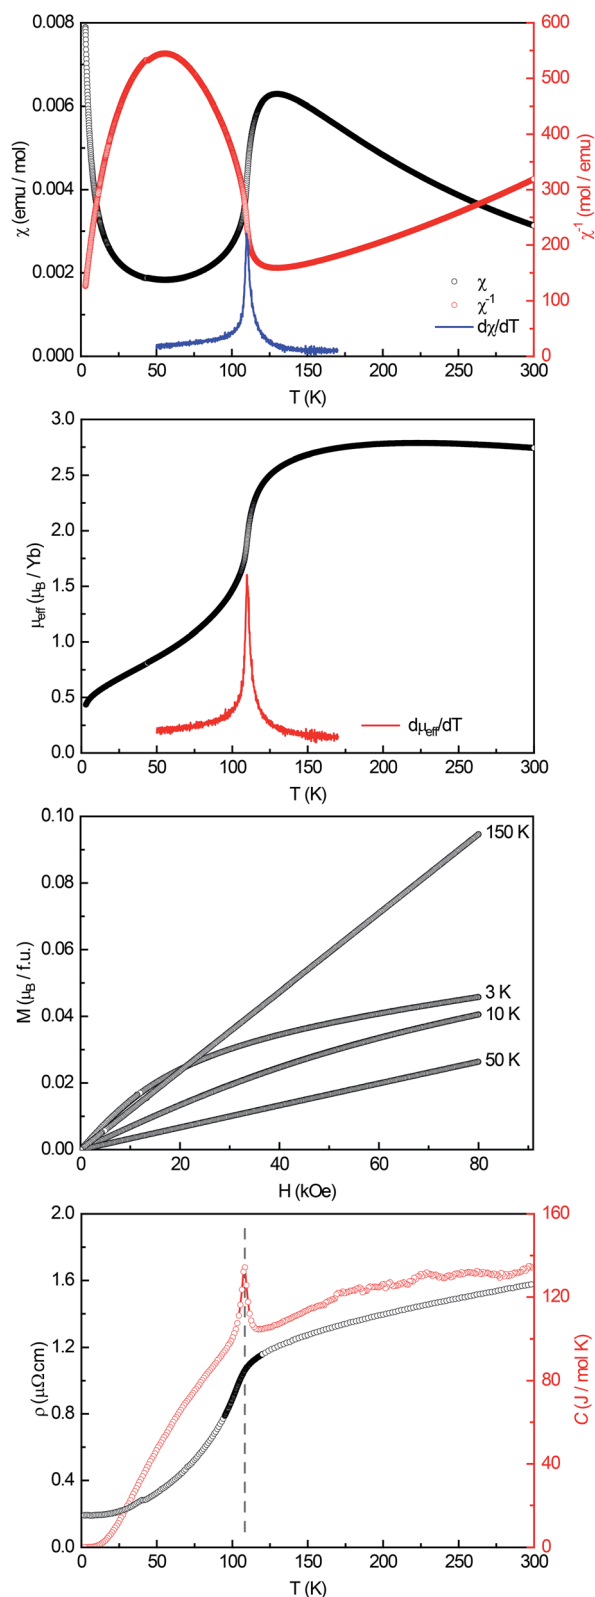 0.008
0.006
0.004
0.002
0.000
χ (emu / mol)
600
500
400
300
200
100
0
χ⁻¹ (mol / emu)
χ
χ⁻¹
dχ/dT
0 50 100 150 200 250 300
T (K)
3.0
2.5
2.0
1.5
1.0
0.5
0.0
μeff (μB / Yb)
dμeff/dT
0 50 100 150 200 250 300
T (K)
0.10
0.08
0.06
0.04
0.02
0.00
M (μB / f.u.)
150 K
3 K
10 K
50 K
0 20 40 60 80
H (kOe)
2.0
1.6
1.2
0.8
0.4
0.0
ρ (μΩ cm)
160
120
80
40
0
C (J / mol K)
0 50 100 150 200 250 300
T (K)